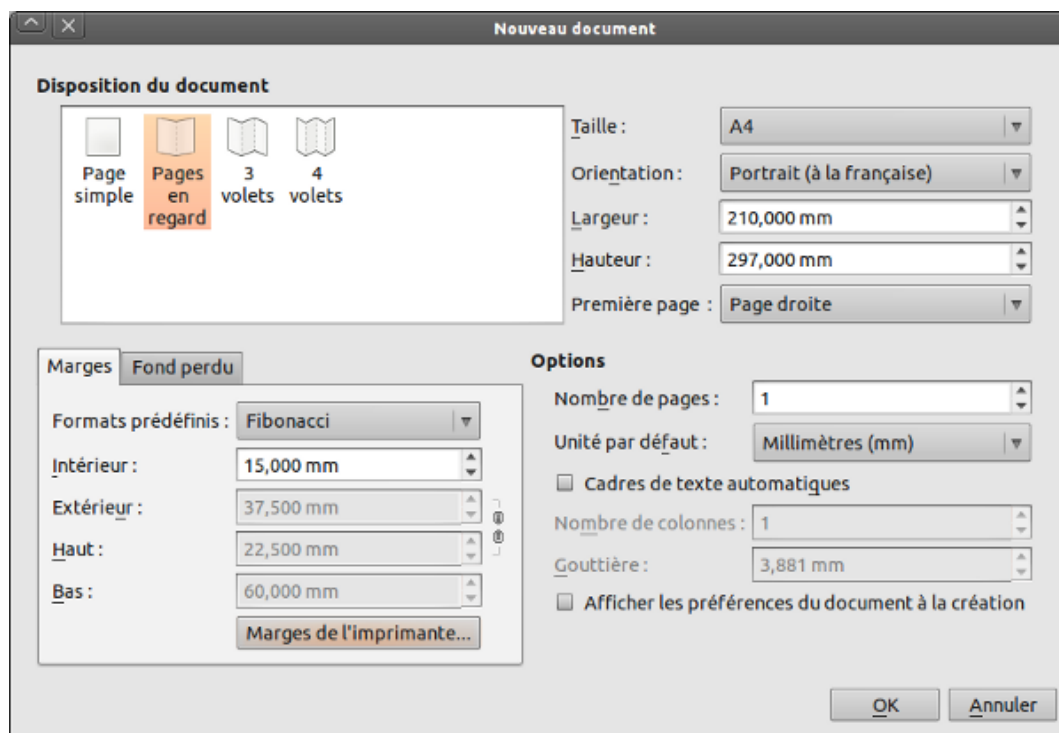 Nouveau document
Disposition du document
Page simple
Pages en regard
3 volets
4 volets
Taille : A4
Orientation : Portrait (à la française)
Largeur : 210,000 mm
Hauteur : 297,000 mm
Première page : Page droite
Marges Fond perdu
Formats prédéfinis : Fibonacci
Intérieur : 15,000 mm
Extérieur : 37,500 mm
Haut : 22,500 mm
Bas : 60,000 mm
Marges de l'imprimante...
Options
Nombre de pages : 1
Unité par défaut : Millimètres (mm)
Cadres de texte automatiques
Nombre de colonnes : 1
Gouttière : 3,881 mm
Afficher les préférences du document à la création
OK Annuler